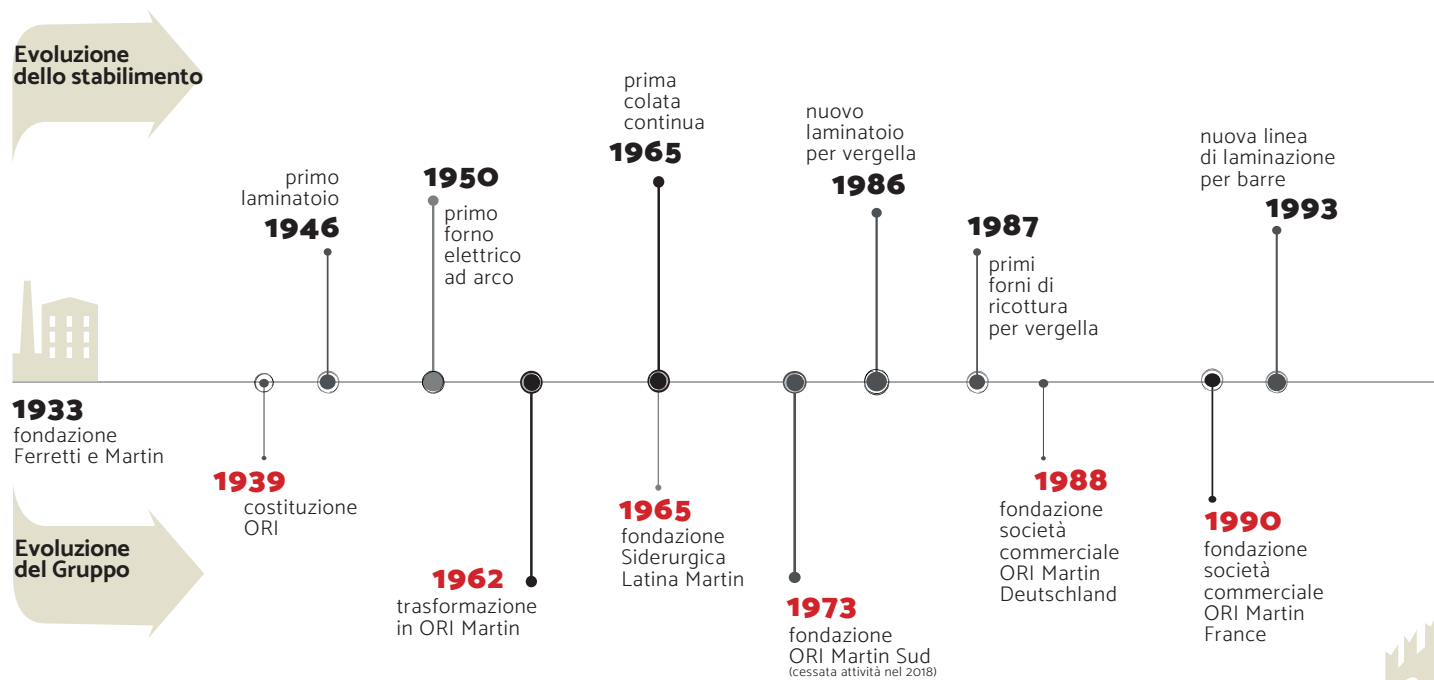 Evoluzione
dello stabilimento
primo
laminatoio
1946
1950
primo
forno
elettrico
ad arco
prima
colata
continua
1965
nuovo
laminatoio
per vergella
1986
1987
primi
forni di
ricottura
per vergella
nuova linea
di laminazione
per barre
1993
1933
fondazione
Ferretti e Martin
Evoluzione
del Gruppo
1939
costituzione
ORI
1962
trasformazione
in ORI Martin
1965
fondazione
Siderurgica
Latina Martin
1973
fondazione
ORI Martin Sud
(cessata attività nel 2018)
1988
fondazione
società
commerciale
ORI Martin
Deutschland
1990
fondazione
società
commerciale
ORI Martin
France